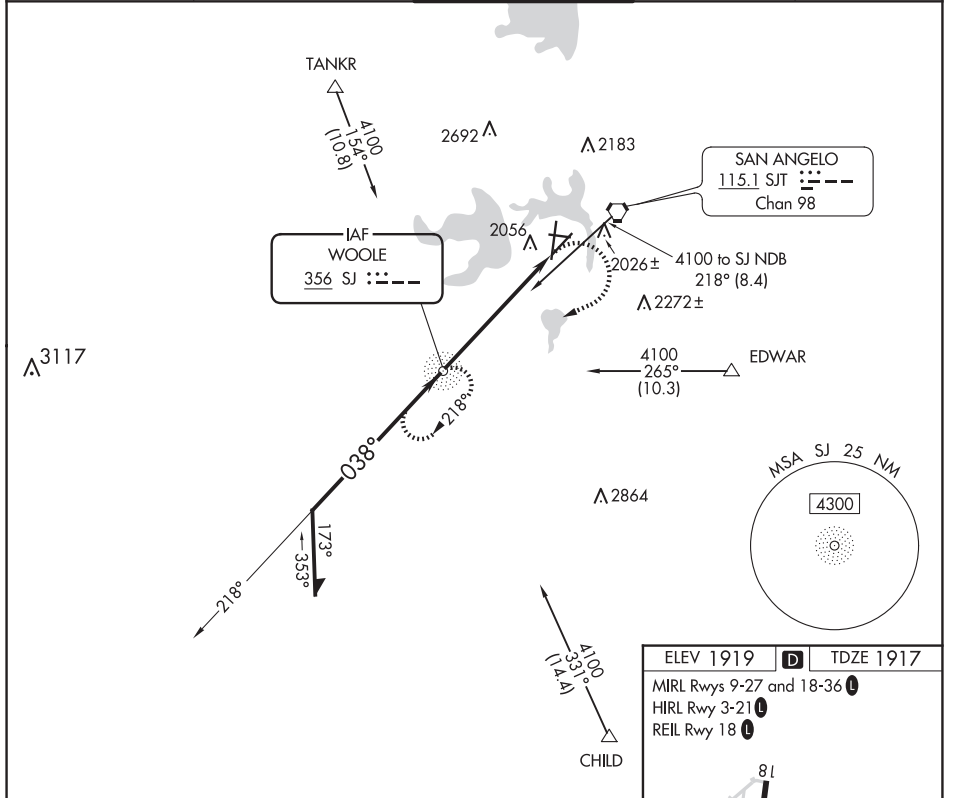 TANKR
4100
154°
(10.8)
2692
2183
SAN ANGELO
115.1 SJT
Chan 98
IAF
WOOLE
356 SJ
2056
2026±
4100 to SJ NDB
218° (8.4)
2272±
3117
4100
265°
(10.3)
EDWAR
218°
038°
MSA SJ 25 NM
4300
2864
173°
353°
218°
4100
331°
(14.4)
CHILD
ELEV 1919 D TDZE 1917
MIRL Rwys 9-27 and 18-36 L
HIRL Rwy 3-21 L
REIL Rwy 18 L
18